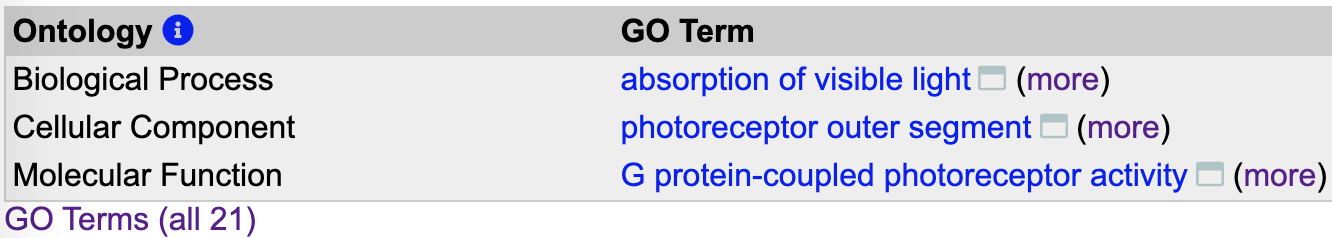 Ontology GO Term
Biological Process absorption of visible light (more)
Cellular Component photoreceptor outer segment (more)
Molecular Function G protein-coupled photoreceptor activity (more)
GO Terms (all 21)